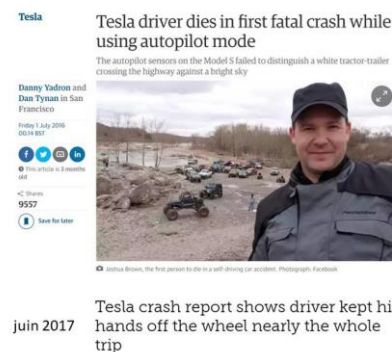 Tesla
Tesla driver dies in first fatal crash while
using autopilot mode
The autopilot sensors on the Model S failed to distinguish a white tractor-trailer
crossing the highway against a bright sky
Danny Yadron and
Dan Tynan in San
Francisco
Friday 1 July 2016
00.14 BST
This article is 3 months
old
Shares
9557
Save for later
Joshua Brown, the first person to die in a self-driving car accident. Photograph: Facebook
juin 2017
Tesla crash report shows driver kept hi
hands off the wheel nearly the whole
trip